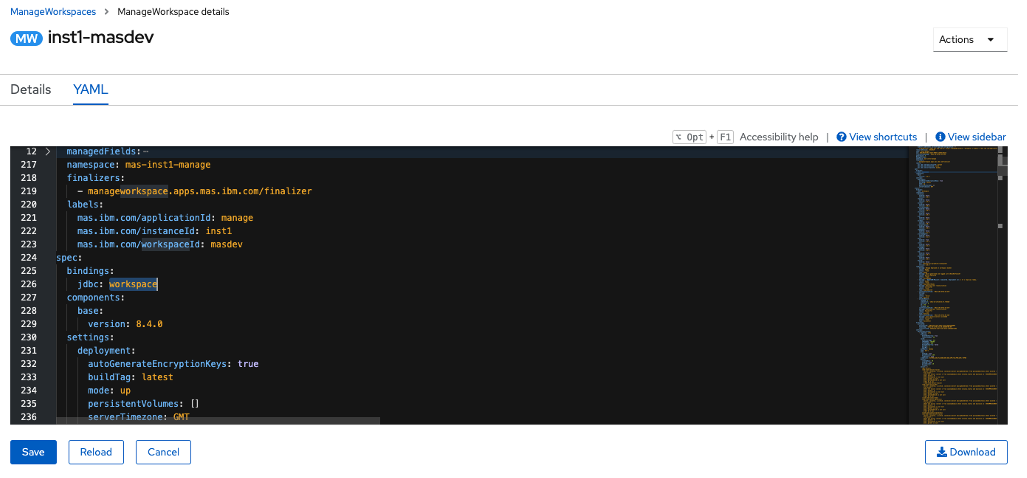 ManageWorkspaces > ManageWorkspace details
MW inst1-masdev
Actions
Details YAML
⌥ Opt + F1 Accessibility help | View shortcuts | View sidebar
12 managedFields:
217 namespace: mas-inst1-manage
218 finalizers:
219 - manageworkspace.apps.mas.ibm.com/finalizer
220 labels:
221 mas.ibm.com/applicationId: manage
222 mas.ibm.com/instanceId: inst1
223 mas.ibm.com/workspaceId: masdev
224 spec:
225 bindings:
226 jdbc: workspace
227 components:
228 base:
229 version: 8.4.0
230 settings:
231 deployment:
232 autoGenerateEncryptionKeys: true
233 buildTag: latest
234 mode: up
235 persistentVolumes: []
236 serverTimezone: GMT
Save Reload Cancel Download